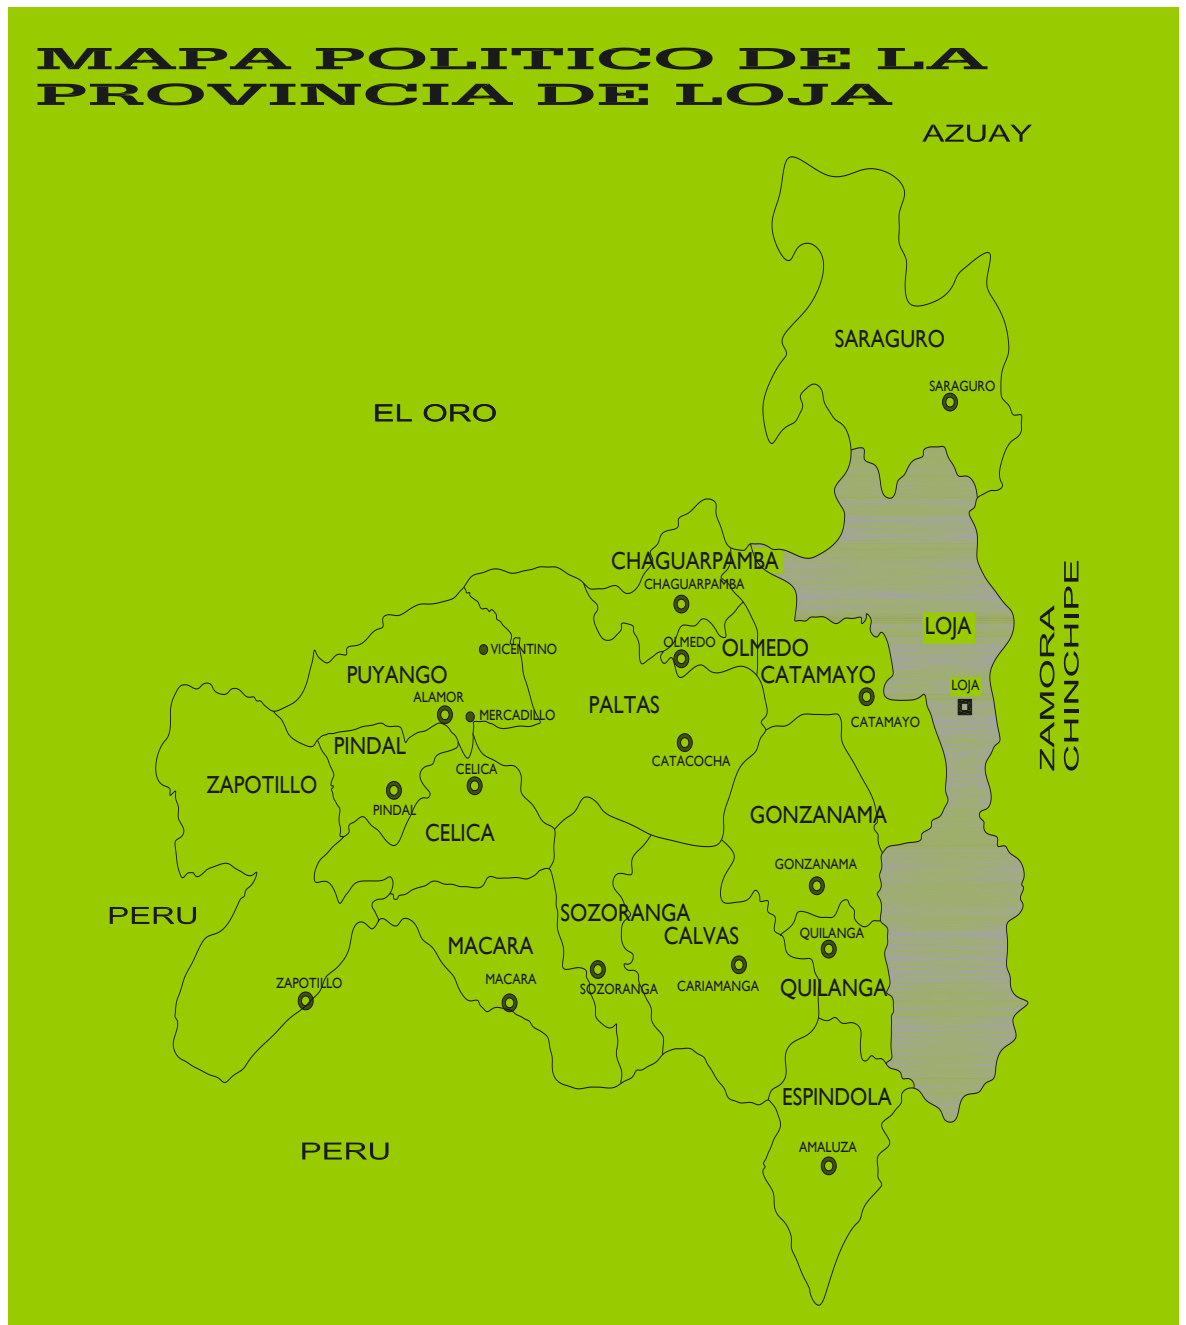 MAPA POLITICO DE LA
PROVINCIA DE LOJA
AZUAY
SARAGURO
SARAGURO
EL ORO
CHAGUARPAMBA
CHAGUARPAMBA
ZAMORA
CHINCHIPE
LOJA
LOJA
OLMEDO
OLMEDO
VICENTINO
PUYANGO
ALAMOR
MERCADILLO
CATAMAYO
CATAMAYO
PALTAS
CATACOCHA
PINDAL
PINDAL
CELICA
CELICA
ZAPOTILLO
GONZANAMA
GONZANAMA
PERU
SOZORANGA
SOZORANGA
CALVAS
CARIAMANGA
QUILANGA
QUILANGA
MACARA
MACARA
ZAPOTILLO
ESPINDOLA
AMALUZA
PERU